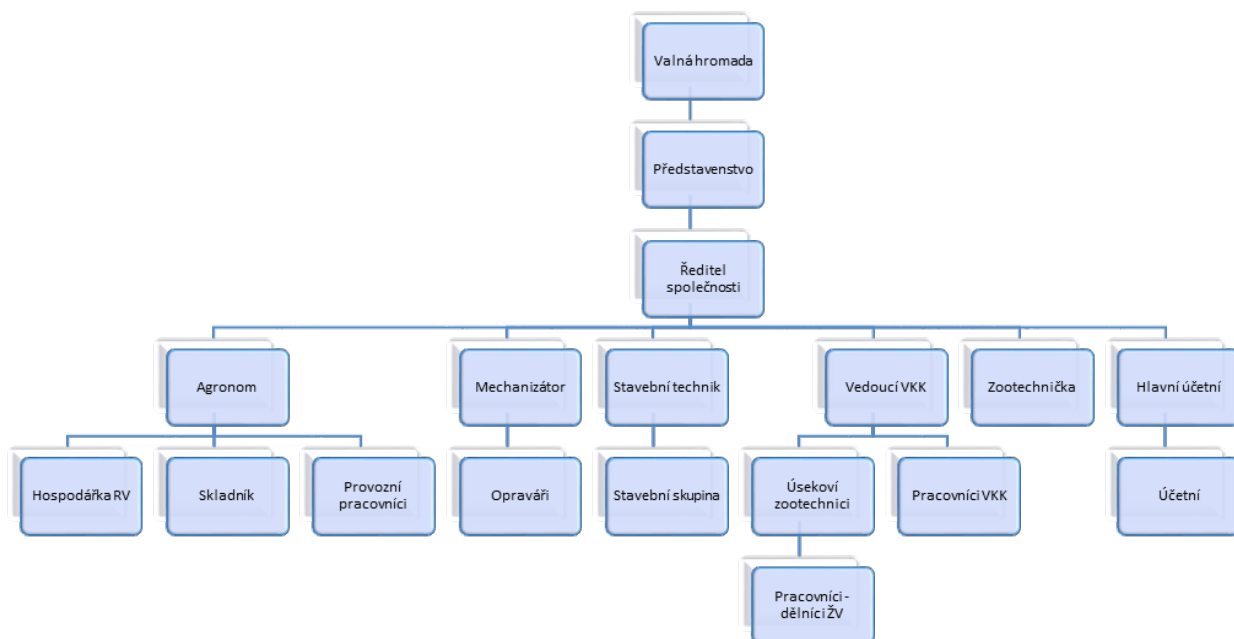 Valná hromada
Představenstvo
Ředitel
společnosti
Agronom
Mechanizátor
Stavební technik
Vedoucí VKK
Zootechnička
Hlavní účetní
Hospodářka RV
Skladník
Provozní
pracovníci
Opraváři
Stavební skupina
Úsekoví
zootechnici
Pracovníci VKK
Účetní
Pracovníci -
dělníci ŽV